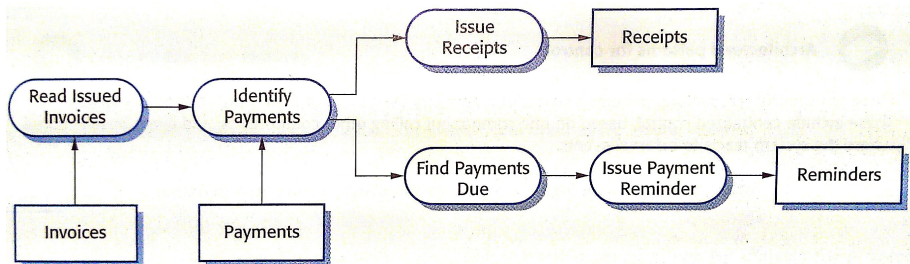 Issue
Receipts
Receipts
Read Issued
Invoices
Identify
Payments
Find Payments
Due
Issue Payment
Reminder
Reminders
Invoices
Payments